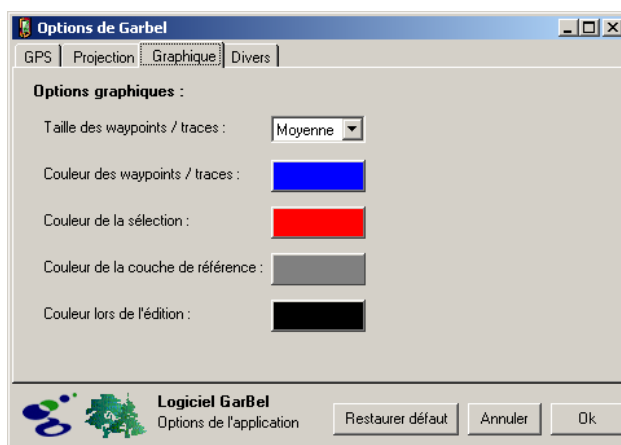 Options de Garbel
GPS Projection Graphique Divers
Options graphiques :
Taille des waypoints / traces : Moyenne
Couleur des waypoints / traces :
Couleur de la sélection :
Couleur de la couche de référence :
Couleur lors de l'édition :
Logiciel GarBel
Options de l'application
Restaurer défaut Annuler Ok